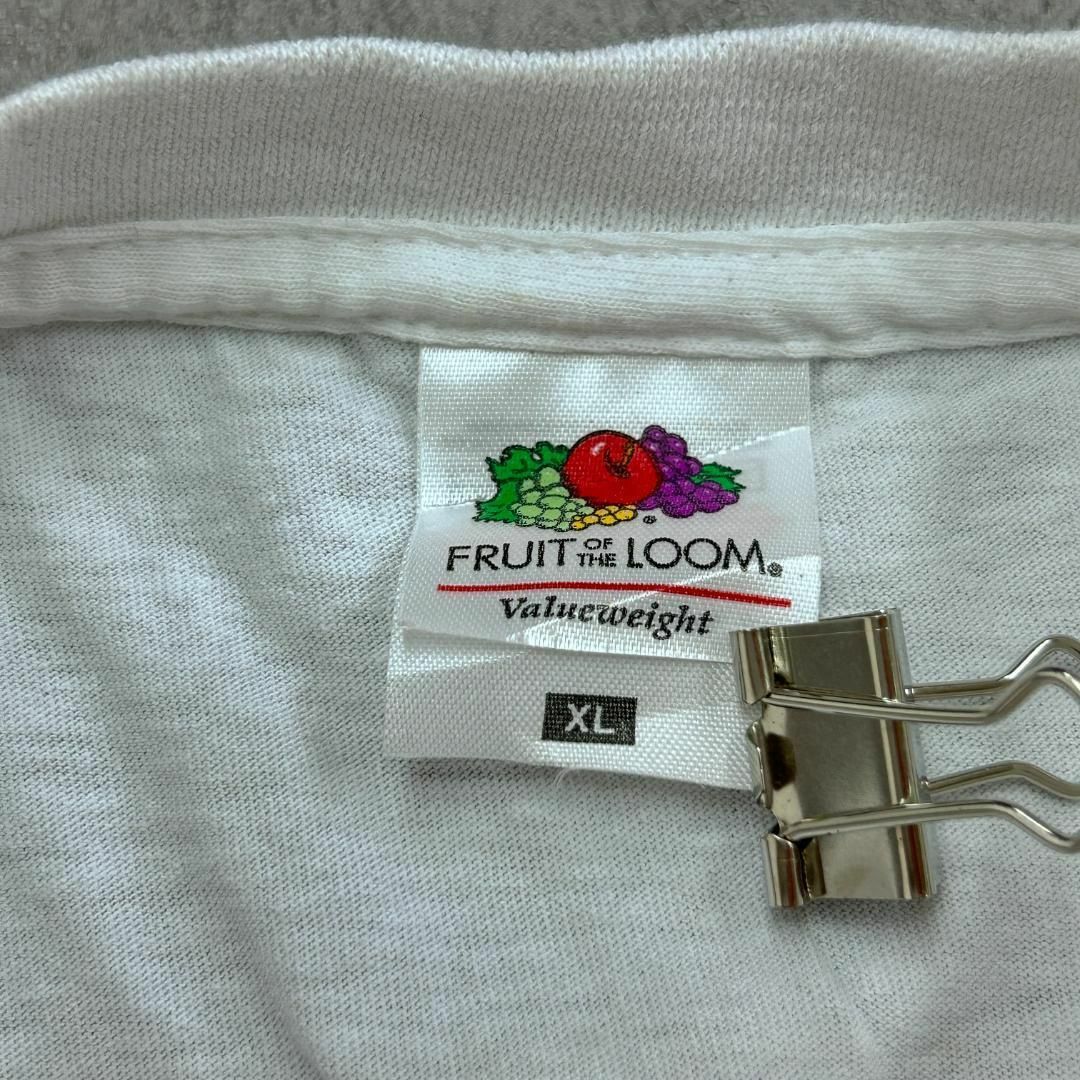 FRUIT OF THE LOOM®
Valueweight
XL